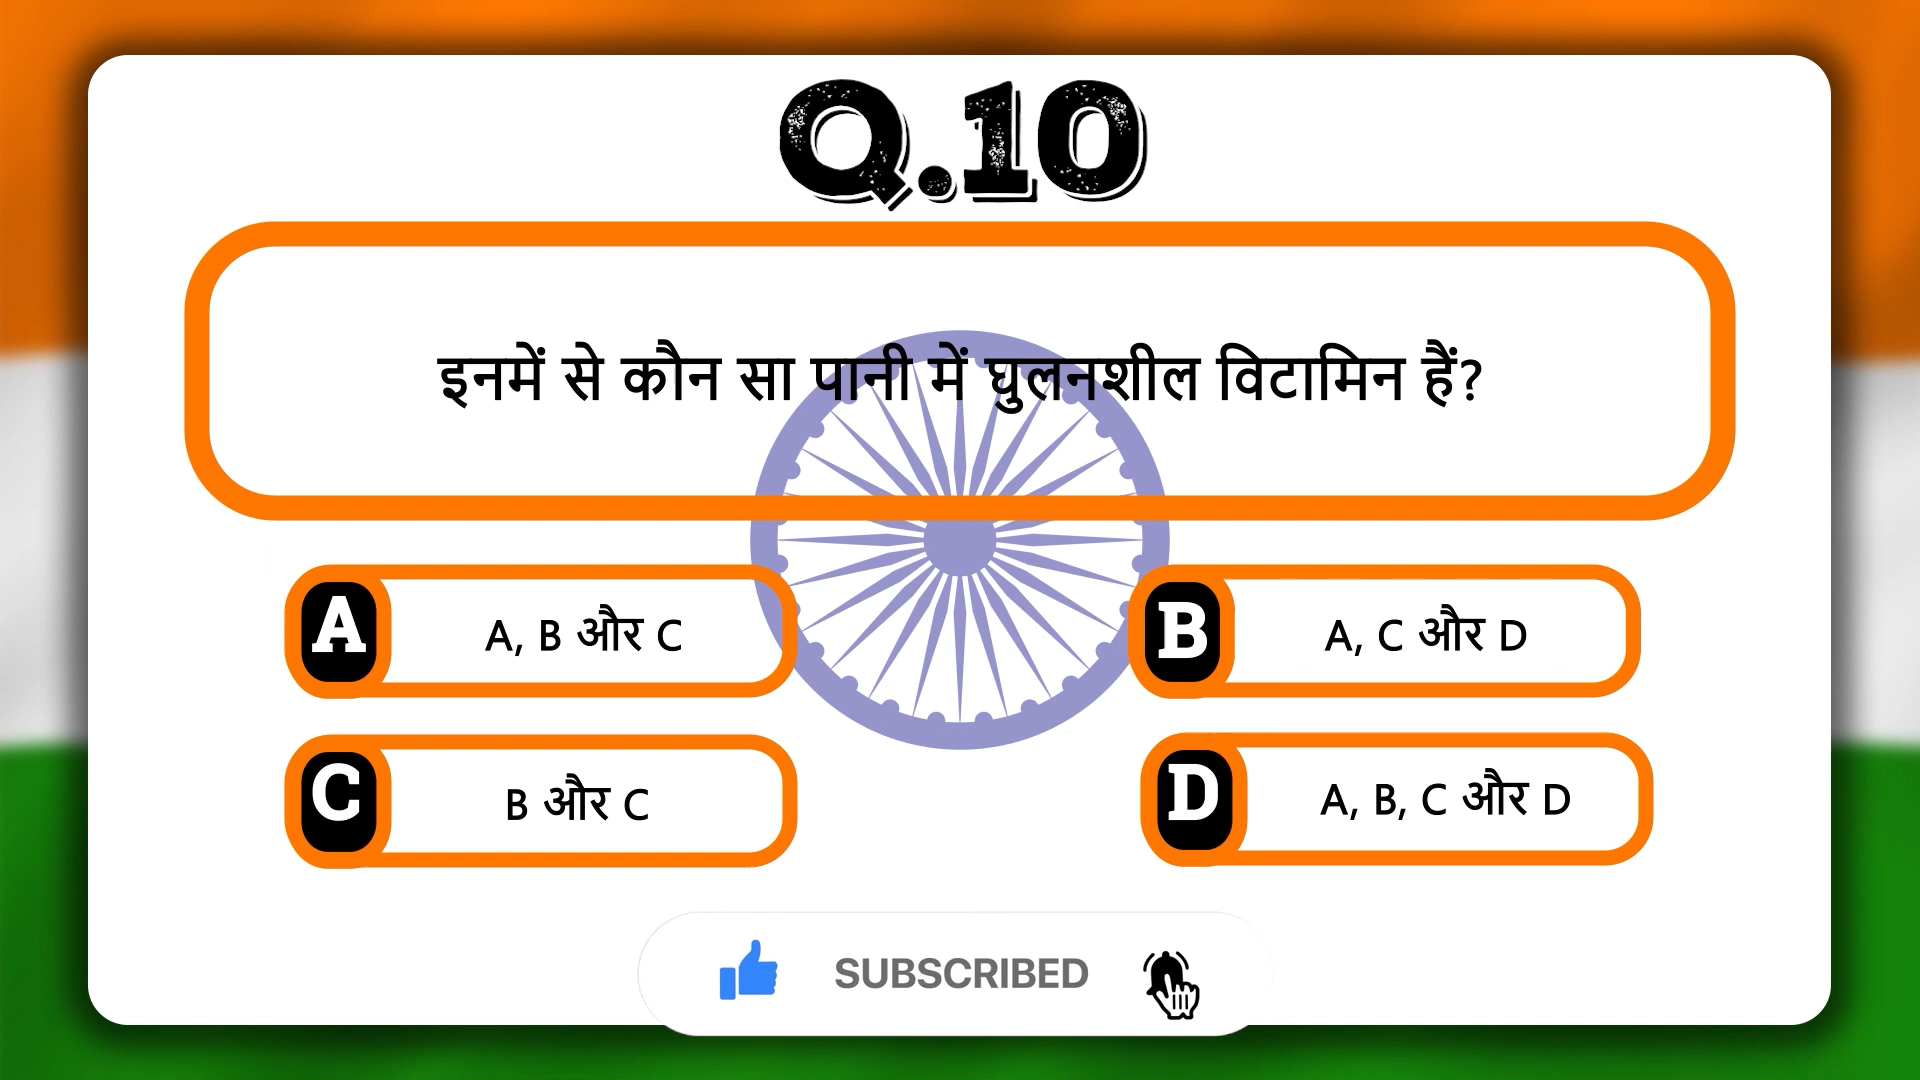 Q.10
इनमें से कौन सा पानी में घुलनशील विटामिन हैं?
A A, B और C
B A, C और D
C B और C
D A, B, C और D
SUBSCRIBED